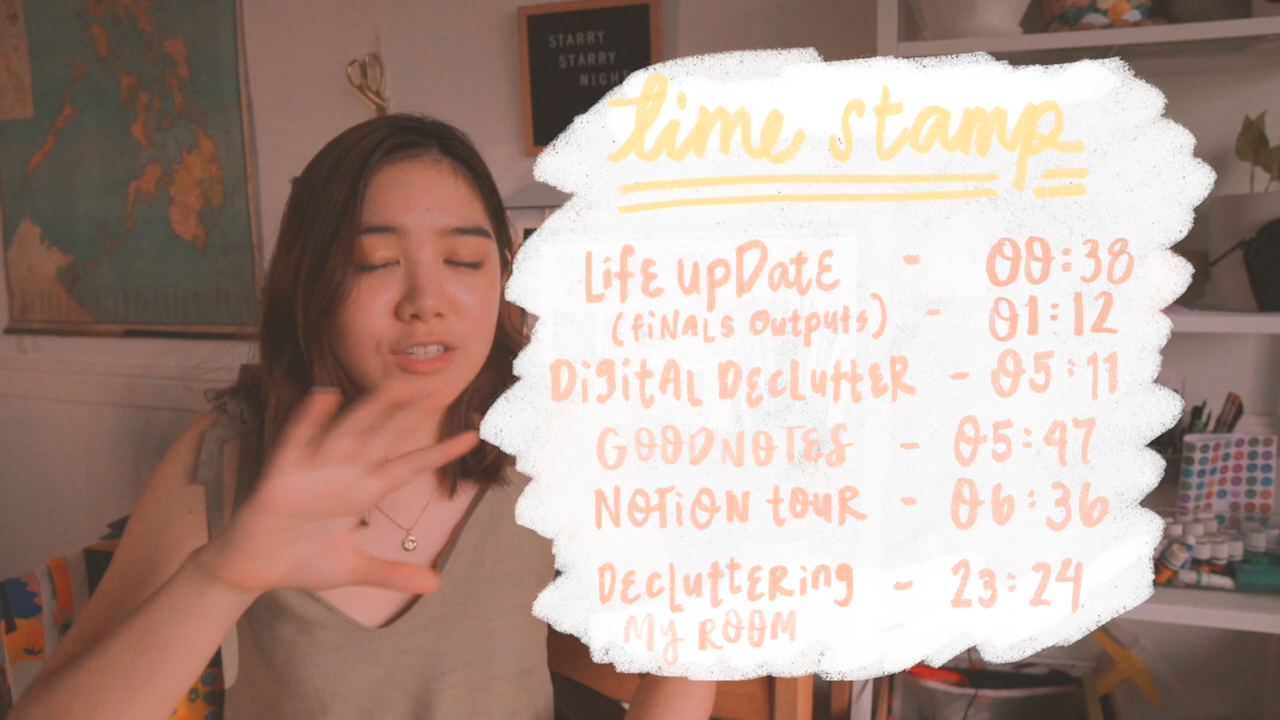 STARRY
STARRY
NIGHT
time stamp
LiFE upDatE - 00:38
(fiNALs Outputs) - 01:12
DigitAL DEcluttER - 05:11
GOODNOTES - 05:47
NOTiON touR - 06:36
DEcluttERing - 23:24
My ROOM